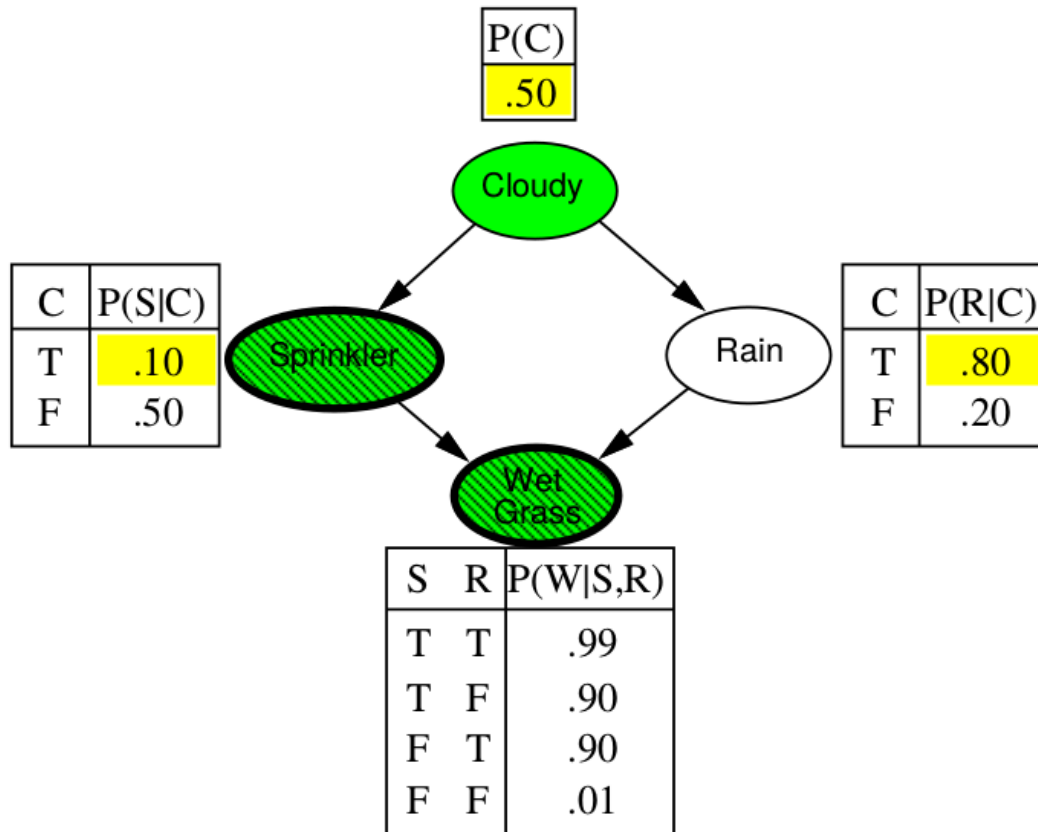 P(C)
.50
Cloudy
C P(S|C)
T .10
F .50
Sprinkler
Rain
C P(R|C)
T .80
F .20
Wet
Grass
S R P(W|S,R)
T T .99
T F .90
F T .90
F F .01